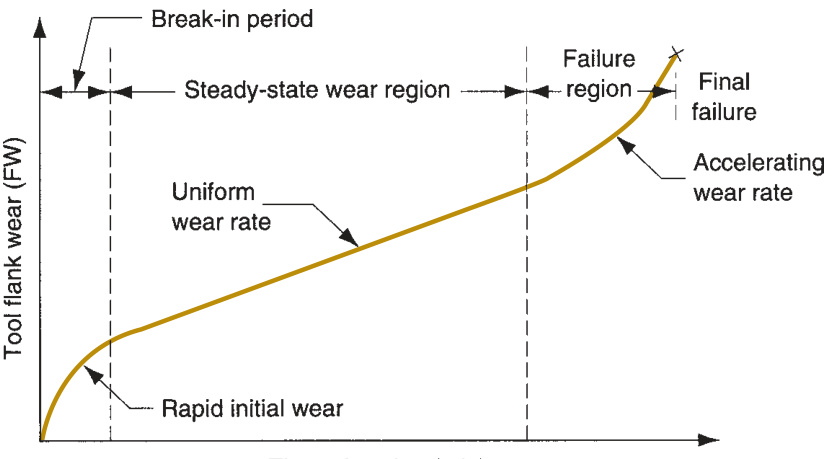 Break-in period
Steady-state wear region
Failure
region
Final
failure
Tool flank wear (FW)
Uniform
wear rate
Accelerating
wear rate
Rapid initial wear